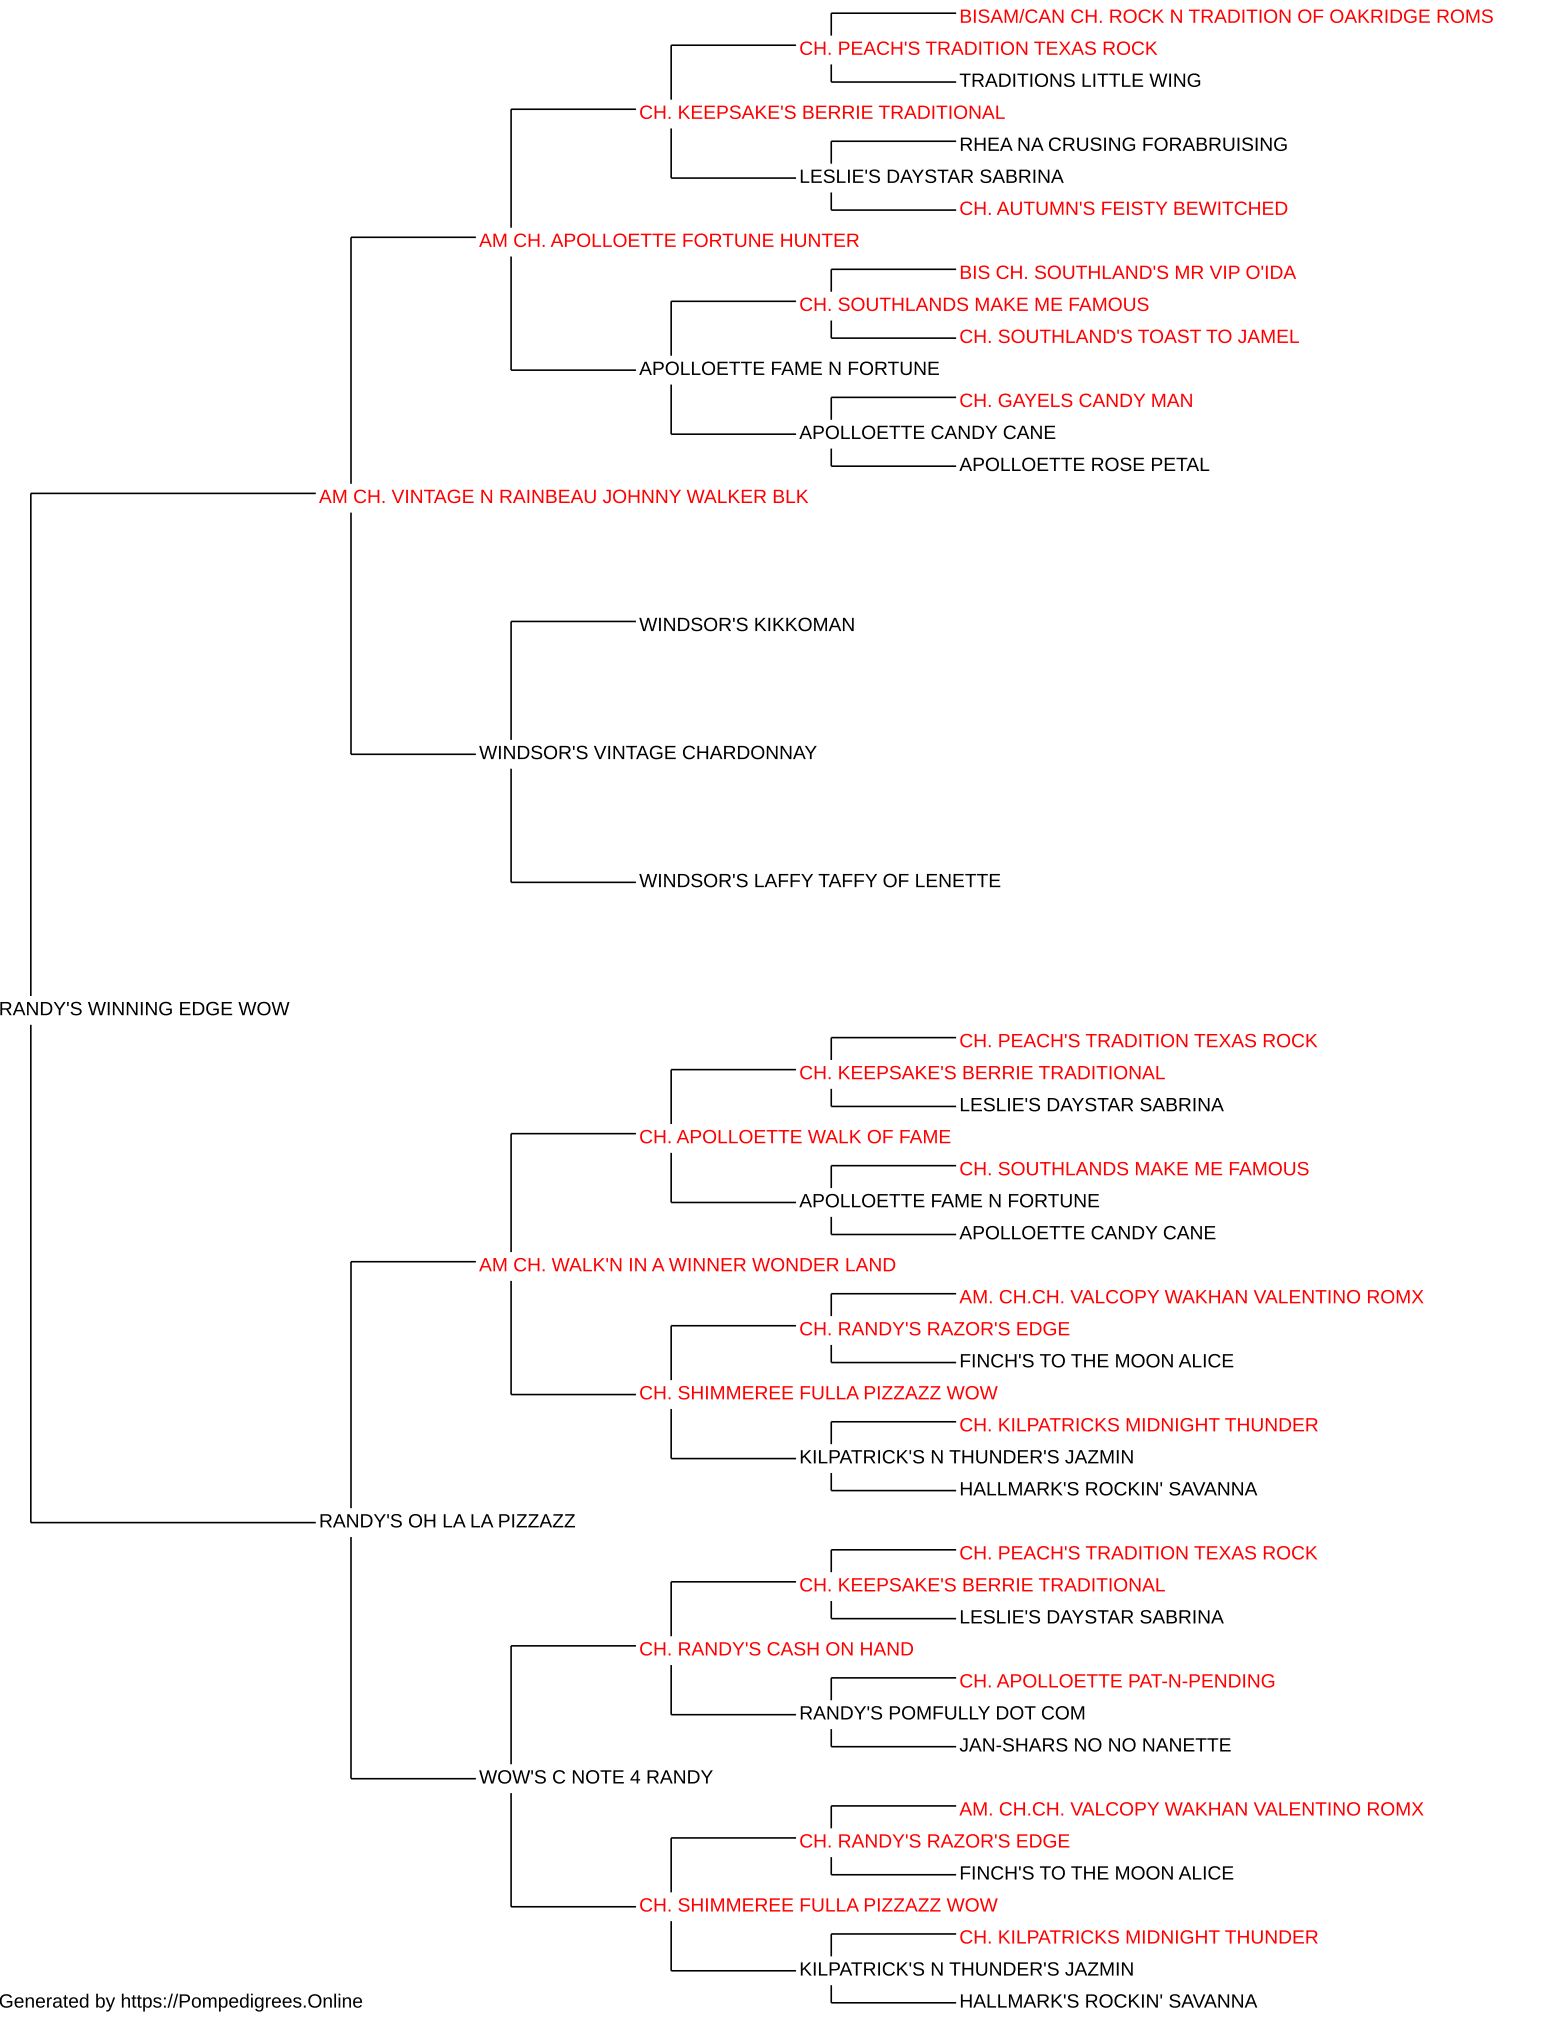 BISAM/CAN CH. ROCK N TRADITION OF OAKRIDGE ROMS
CH. PEACH'S TRADITION TEXAS ROCK
TRADITIONS LITTLE WING
CH. KEEPSAKE'S BERRIE TRADITIONAL
RHEA NA CRUSING FORABRUISING
LESLIE'S DAYSTAR SABRINA
CH. AUTUMN'S FEISTY BEWITCHED
AM CH. APOLLOETTE FORTUNE HUNTER
BIS CH. SOUTHLAND'S MR VIP O'IDA
CH. SOUTHLANDS MAKE ME FAMOUS
CH. SOUTHLAND'S TOAST TO JAMEL
APOLLOETTE FAME N FORTUNE
CH. GAYELS CANDY MAN
APOLLOETTE CANDY CANE
APOLLOETTE ROSE PETAL
AM CH. VINTAGE N RAINBEAU JOHNNY WALKER BLK
WINDSOR'S KIKKOMAN
WINDSOR'S VINTAGE CHARDONNAY
WINDSOR'S LAFFY TAFFY OF LENETTE
RANDY'S WINNING EDGE WOW
CH. PEACH'S TRADITION TEXAS ROCK
CH. KEEPSAKE'S BERRIE TRADITIONAL
LESLIE'S DAYSTAR SABRINA
CH. APOLLOETTE WALK OF FAME
CH. SOUTHLANDS MAKE ME FAMOUS
APOLLOETTE FAME N FORTUNE
APOLLOETTE CANDY CANE
AM CH. WALK'N IN A WINNER WONDER LAND
AM. CH.CH. VALCOPY WAKHAN VALENTINO ROMX
CH. RANDY'S RAZOR'S EDGE
FINCH'S TO THE MOON ALICE
CH. SHIMMEREE FULLA PIZZAZZ WOW
CH. KILPATRICKS MIDNIGHT THUNDER
KILPATRICK'S N THUNDER'S JAZMIN
HALLMARK'S ROCKIN' SAVANNA
RANDY'S OH LA LA PIZZAZZ
CH. PEACH'S TRADITION TEXAS ROCK
CH. KEEPSAKE'S BERRIE TRADITIONAL
LESLIE'S DAYSTAR SABRINA
CH. RANDY'S CASH ON HAND
CH. APOLLOETTE PAT-N-PENDING
RANDY'S POMFULLY DOT COM
JAN-SHARS NO NO NANETTE
WOW'S C NOTE 4 RANDY
AM. CH.CH. VALCOPY WAKHAN VALENTINO ROMX
CH. RANDY'S RAZOR'S EDGE
FINCH'S TO THE MOON ALICE
CH. SHIMMEREE FULLA PIZZAZZ WOW
CH. KILPATRICKS MIDNIGHT THUNDER
KILPATRICK'S N THUNDER'S JAZMIN
HALLMARK'S ROCKIN' SAVANNA
Generated by https://Pompedigrees.Online